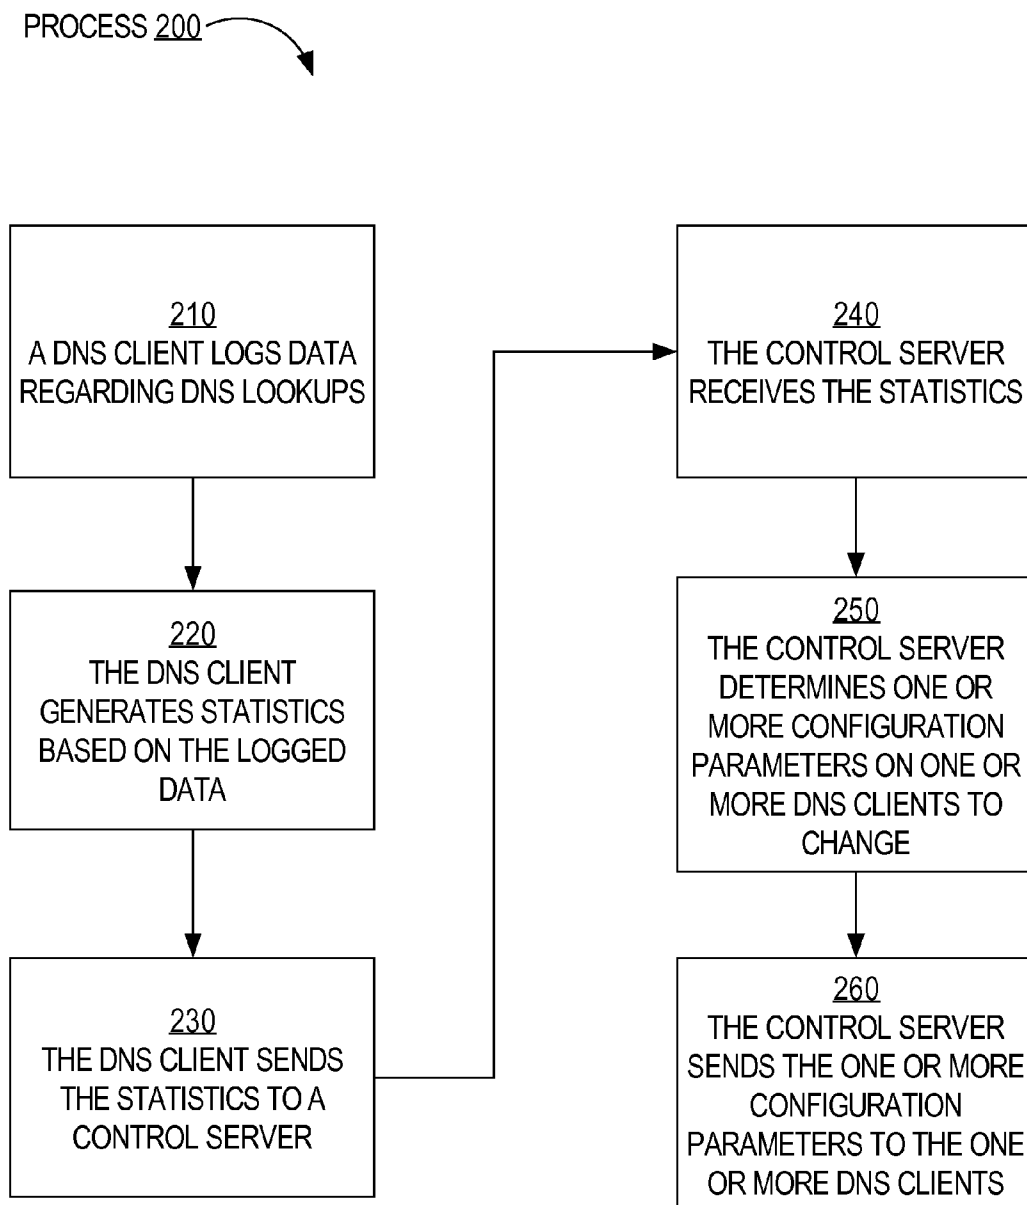 PROCESS 200
210
A DNS CLIENT LOGS DATA
REGARDING DNS LOOKUPS
220
THE DNS CLIENT
GENERATES STATISTICS
BASED ON THE LOGGED
DATA
230
THE DNS CLIENT SENDS
THE STATISTICS TO A
CONTROL SERVER
240
THE CONTROL SERVER
RECEIVES THE STATISTICS
250
THE CONTROL SERVER
DETERMINES ONE OR
MORE CONFIGURATION
PARAMETERS ON ONE OR
MORE DNS CLIENTS TO
CHANGE
260
THE CONTROL SERVER
SENDS THE ONE OR MORE
CONFIGURATION
PARAMETERS TO THE ONE
OR MORE DNS CLIENTS